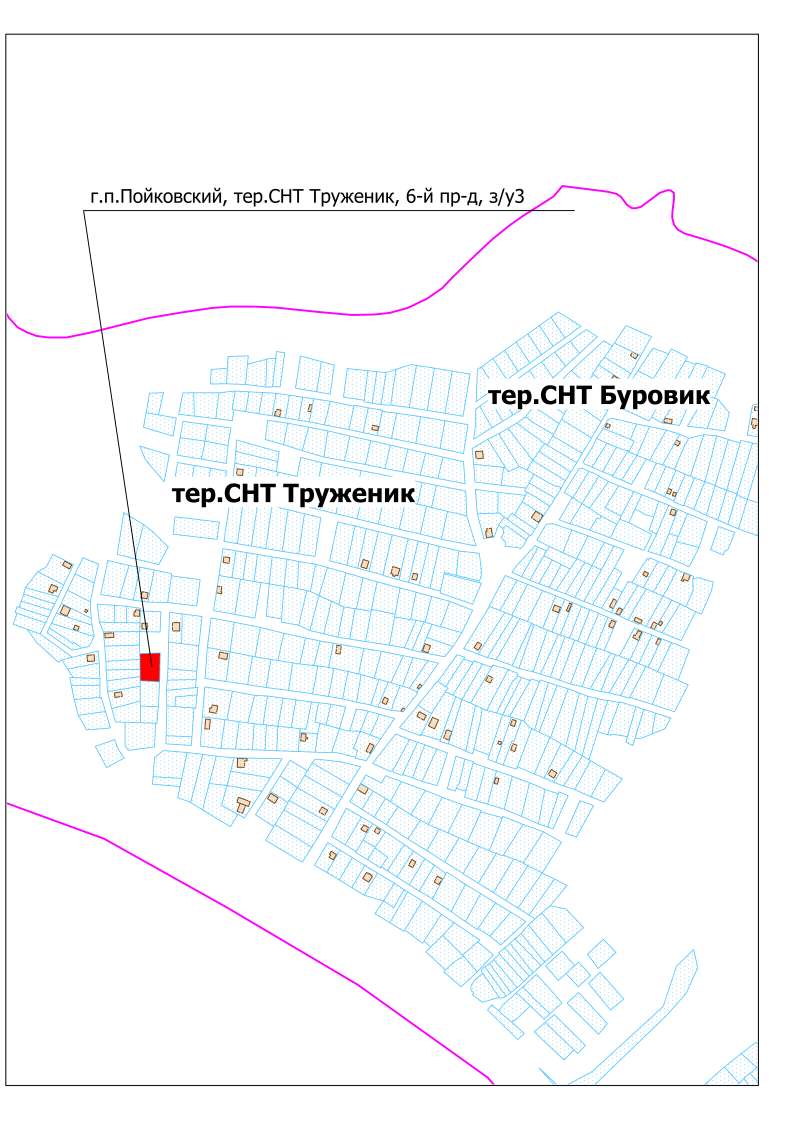 г.п.Пойковский, тер.СНТ Труженик, 6-й пр-д, з/у3
тер.СНТ Буровик
тер.СНТ Труженик